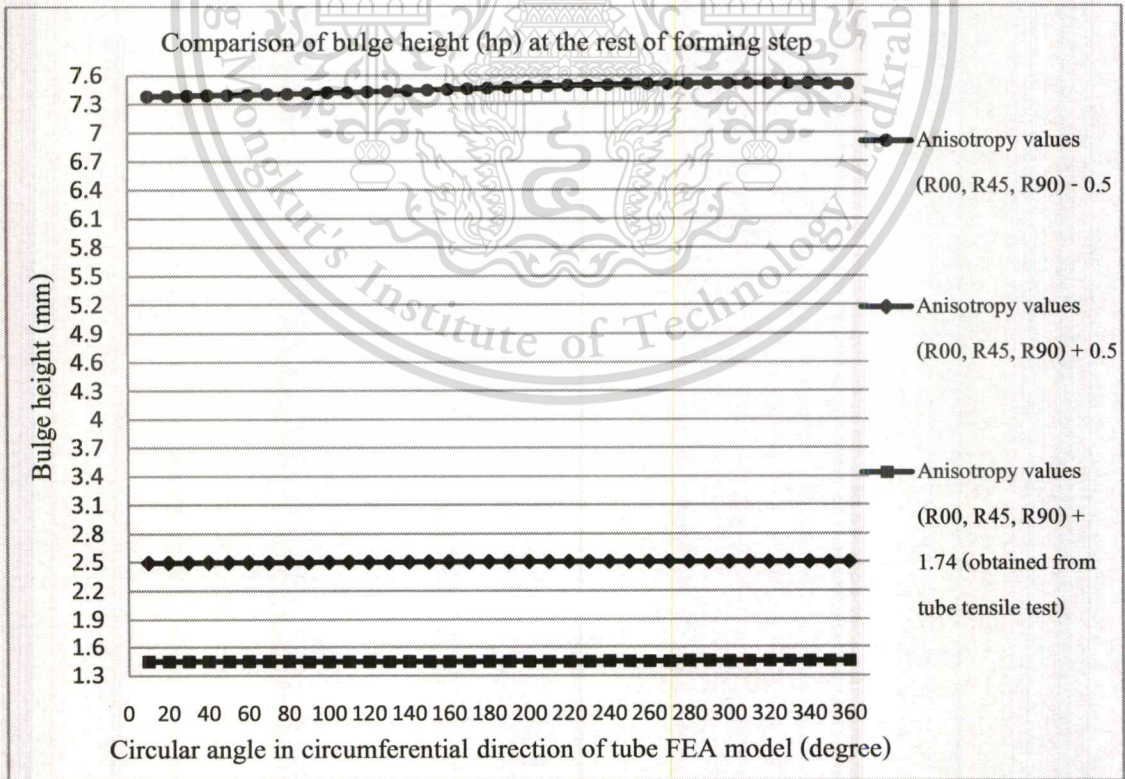 Comparison of bulge height (hp) at the rest of forming step
7.6
7.3
7
6.7
6.4
6.1
5.8
5.5
5.2
4.9
4.6
4.3
4
3.7
3.4
3.1
2.8
2.5
2.2
1.9
1.6
1.3
Bulge height (mm)
0 20 40 60 80 100 120 140 160 180 200 220 240 260 280 300 320 340 360
Circular angle in circumferential direction of tube FEA model (degree)
Anisotropy values
(R00, R45, R90) - 0.5
Anisotropy values
(R00, R45, R90) + 0.5
Anisotropy values
(R00, R45, R90) +
1.74 (obtained from
tube tensile test)
g Mongkut's Institute of Technology Ladkrab